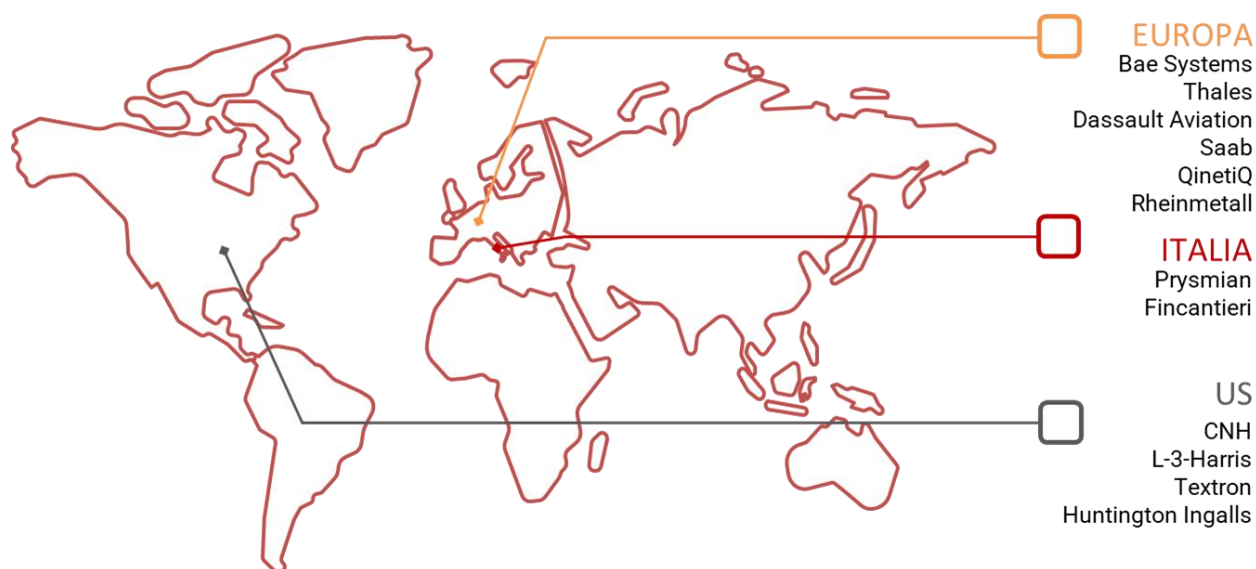 EUROPA
Bae Systems
Thales
Dassault Aviation
Saab
QinetiQ
Rheinmetall
ITALIA
Prysmian
Fincantieri
US
CNH
L-3-Harris
Textron
Huntington Ingalls